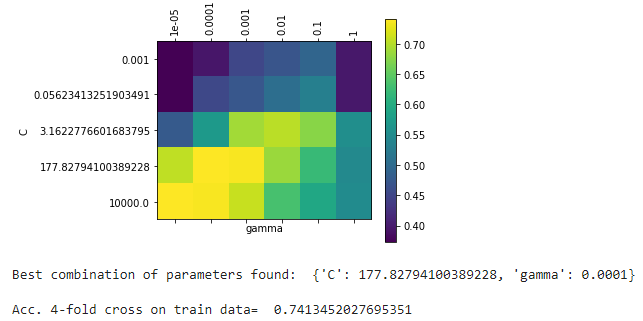 1e-05 0.0001 0.001 0.01 0.1 1
0.001
0.05623413251903491
3.1622776601683795
177.82794100389228
10000.0
C
gamma
0.70
0.65
0.60
0.55
0.50
0.45
0.40
Best combination of parameters found:  {'C': 177.82794100389228, 'gamma': 0.0001}
Acc. 4-fold cross on train data=  0.7413452027695351